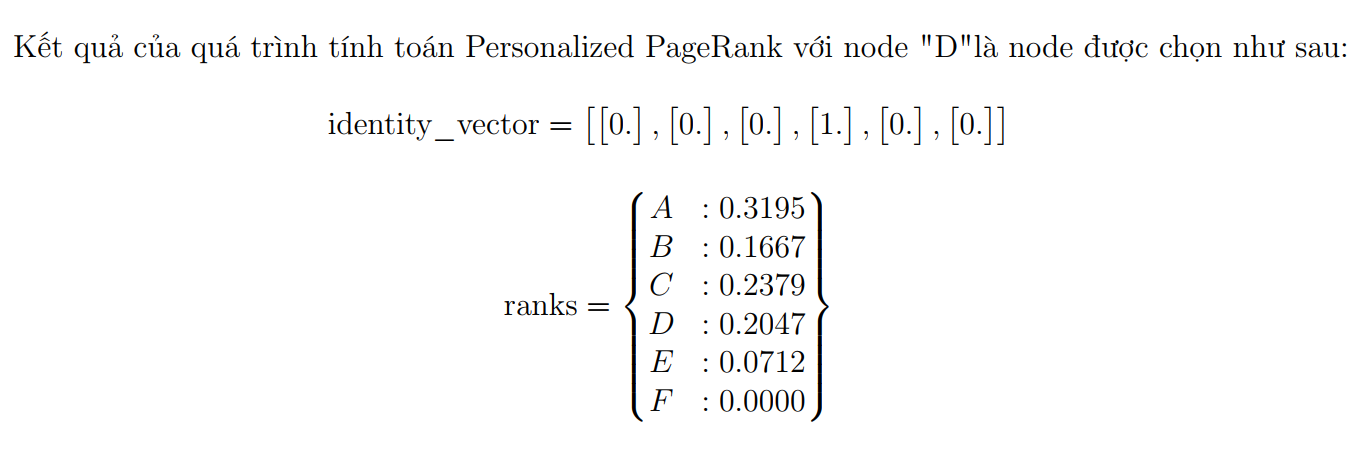 Kết quả của quá trình tính toán Personalized PageRank với node "D"là node được chọn như sau:
identity_vector = [[0.] , [0.] , [0.] , [1.] , [0.] , [0.]]
ranks =
A : 0.3195
B : 0.1667
C : 0.2379
D : 0.2047
E : 0.0712
F : 0.0000